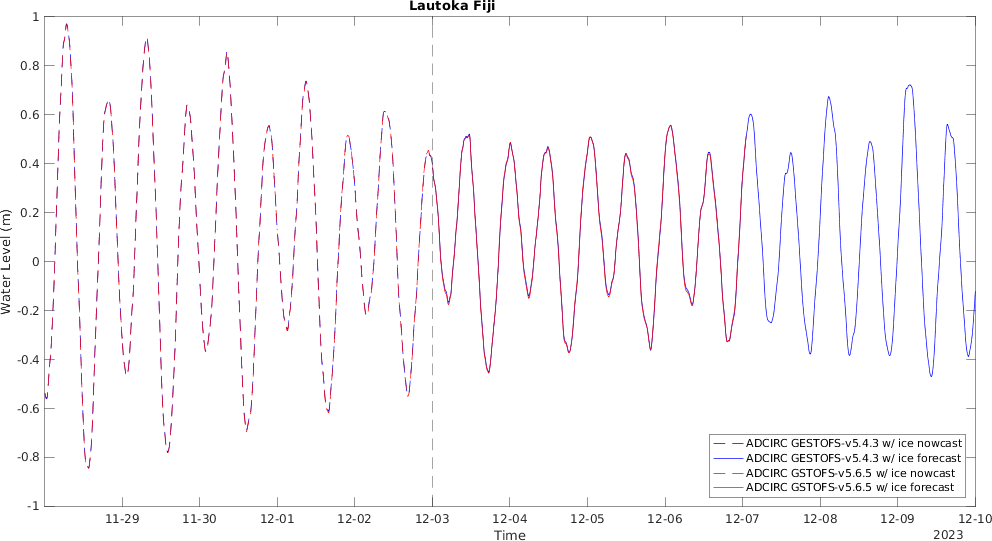 Lautoka Fiji
1
0.8
0.6
0.4
0.2
0
-0.2
-0.4
-0.6
-0.8
-1
Water Level (m)
11-29 11-30 12-01 12-02 12-03 12-04 12-05 12-06 12-07 12-08 12-09 12-10
Time
2023
ADCIRC GESTOFS-v5.4.3 w/ ice nowcast
ADCIRC GESTOFS-v5.4.3 w/ ice forecast
ADCIRC GSTOFS-v5.6.5 w/ ice nowcast
ADCIRC GSTOFS-v5.6.5 w/ ice forecast